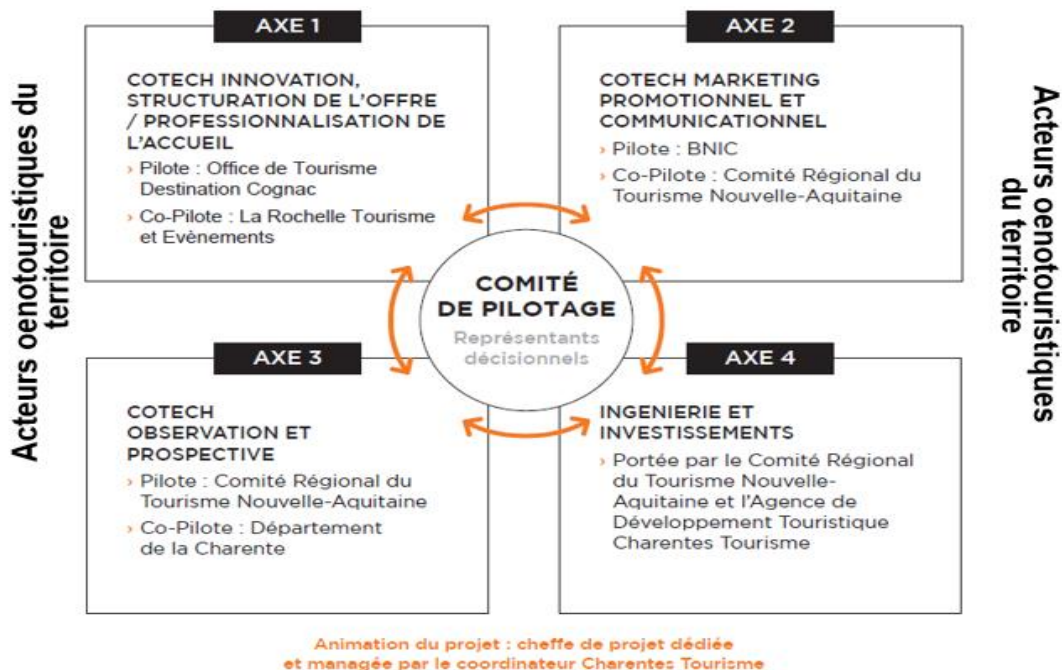 Acteurs oenotouristiques du
territoire
AXE 1
COTECH INNOVATION,
STRUCTURATION DE L'OFFRE
/ PROFESSIONNALISATION DE
L'ACCUEIL
› Pilote : Office de Tourisme
Destination Cognac
› Co-Pilote : La Rochelle Tourisme
et Evènements
AXE 2
COTECH MARKETING
PROMOTIONNEL ET
COMMUNICATIONNEL
› Pilote : BNIC
› Co-Pilote : Comité Régional du
Tourisme Nouvelle-Aquitaine
COMITÉ
DE PILOTAGE
Représentants
décisionnels
AXE 3
COTECH
OBSERVATION ET
PROSPECTIVE
› Pilote : Comité Régional du
Tourisme Nouvelle-Aquitaine
› Co-Pilote : Département
de la Charente
AXE 4
INGENIERIE ET
INVESTISSEMENTS
› Portée par le Comité Régional
du Tourisme Nouvelle-
Aquitaine et l'Agence de
Développement Touristique
Charentes Tourisme
Acteurs oenotouristiques
du territoire
Animation du projet : cheffe de projet dédiée
et managée par le coordinateur Charentes Tourisme